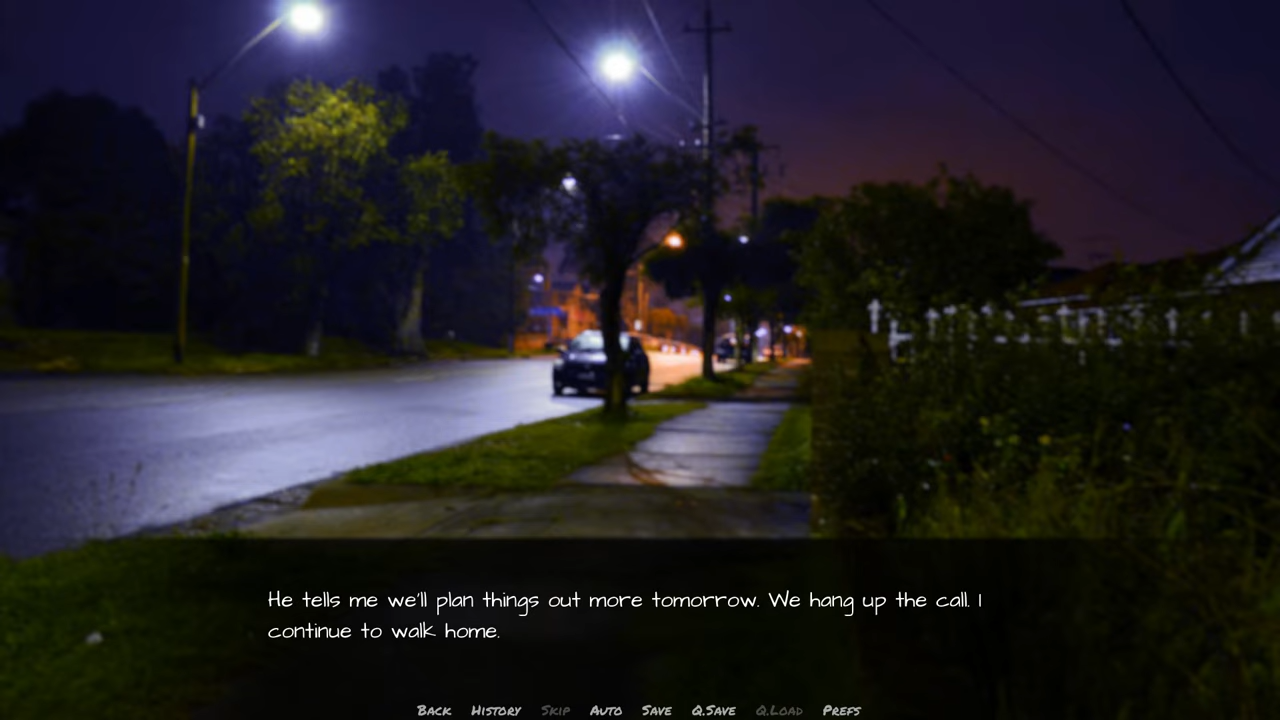 He tells me we'll plan things out more tomorrow. We hang up the call. I
continue to walk home.
Back History Skip Auto Save Q.Save Q.Load Prefs